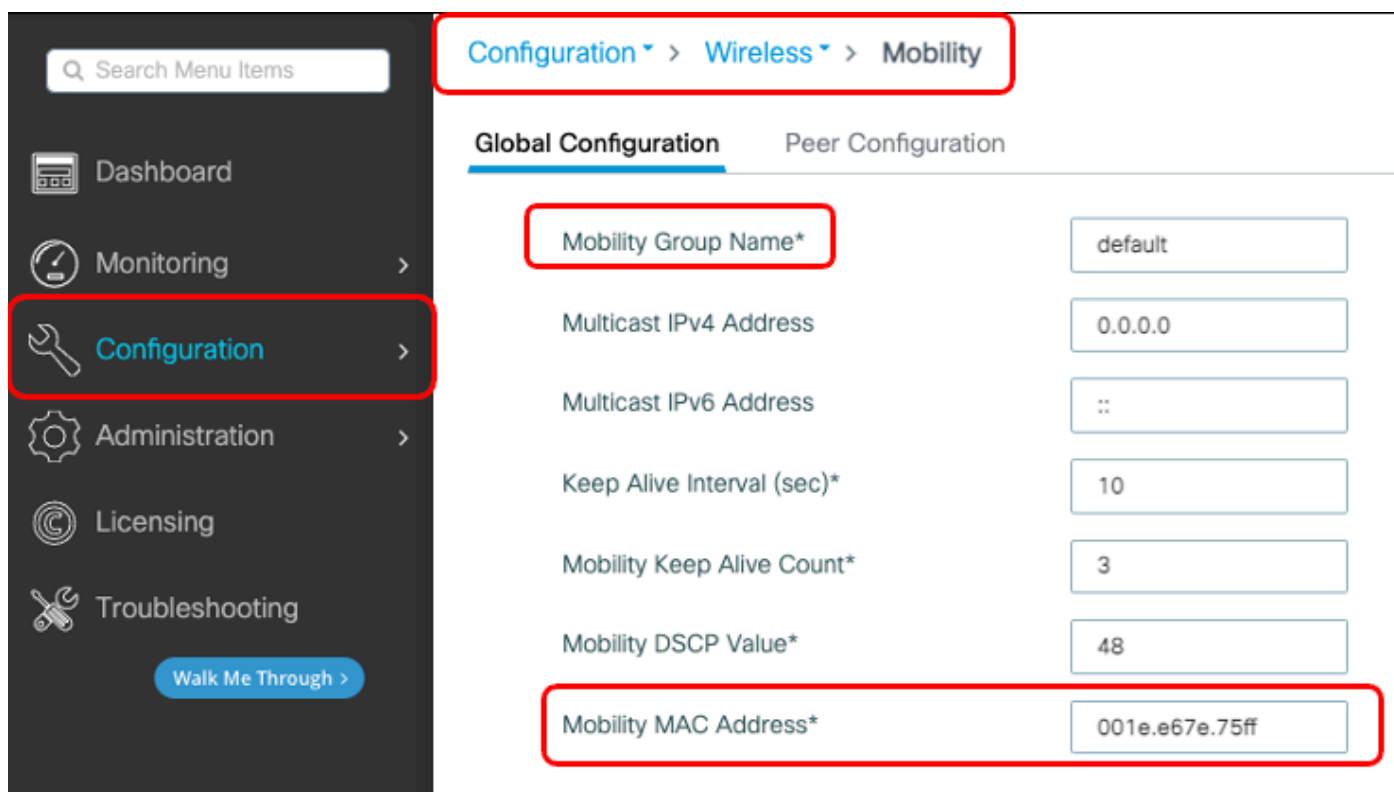 Search Menu Items
Dashboard
Monitoring
Configuration
Administration
Licensing
Troubleshooting
Walk Me Through >
Configuration > Wireless > Mobility
Global Configuration Peer Configuration
Mobility Group Name* default
Multicast IPv4 Address 0.0.0.0
Multicast IPv6 Address ::
Keep Alive Interval (sec)* 10
Mobility Keep Alive Count* 3
Mobility DSCP Value* 48
Mobility MAC Address* 001e.e67e.75ff